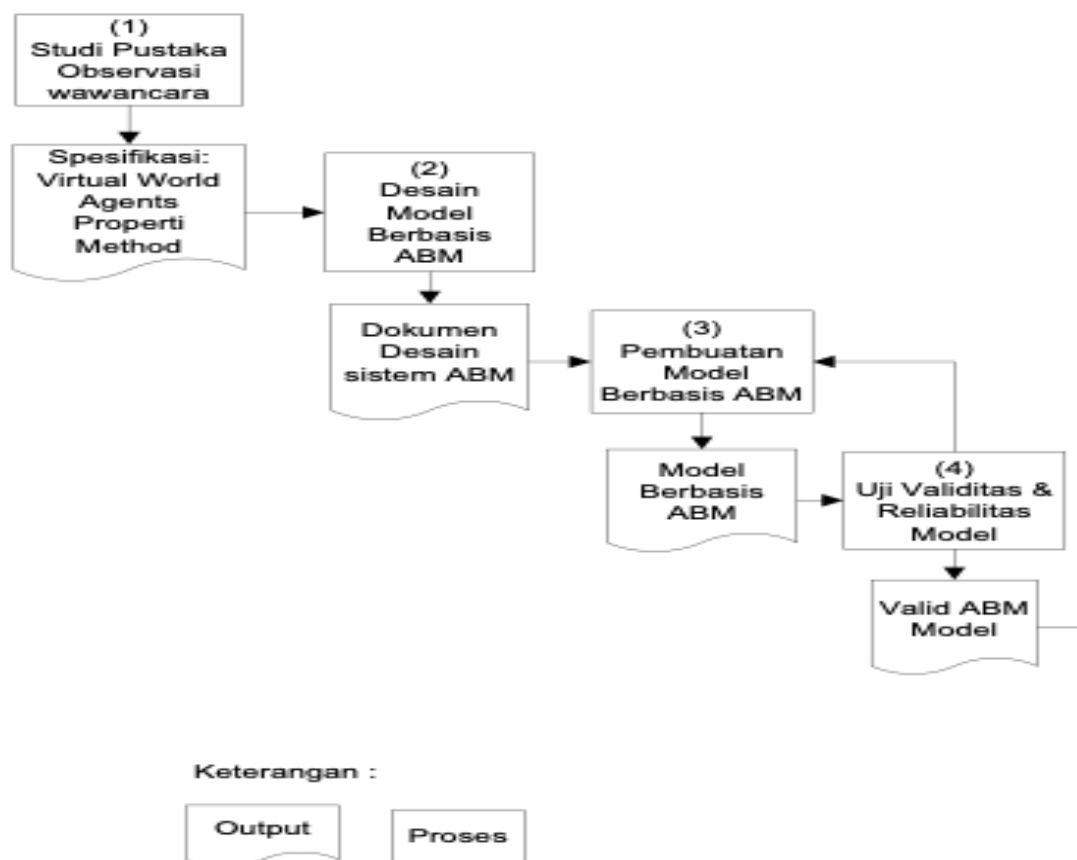 (1)
Studi Pustaka
Observasi
wawancara
Spesifikasi:
Virtual World
Agents
Properti
Method
(2)
Desain
Model
Berbasis
ABM
Dokumen
Desain
sistem ABM
(3)
Pembuatan
Model
Berbasis ABM
Model
Berbasis
ABM
(4)
Uji Validitas &
Reliabilitas
Model
Valid ABM
Model
Keterangan :
Output
Proses